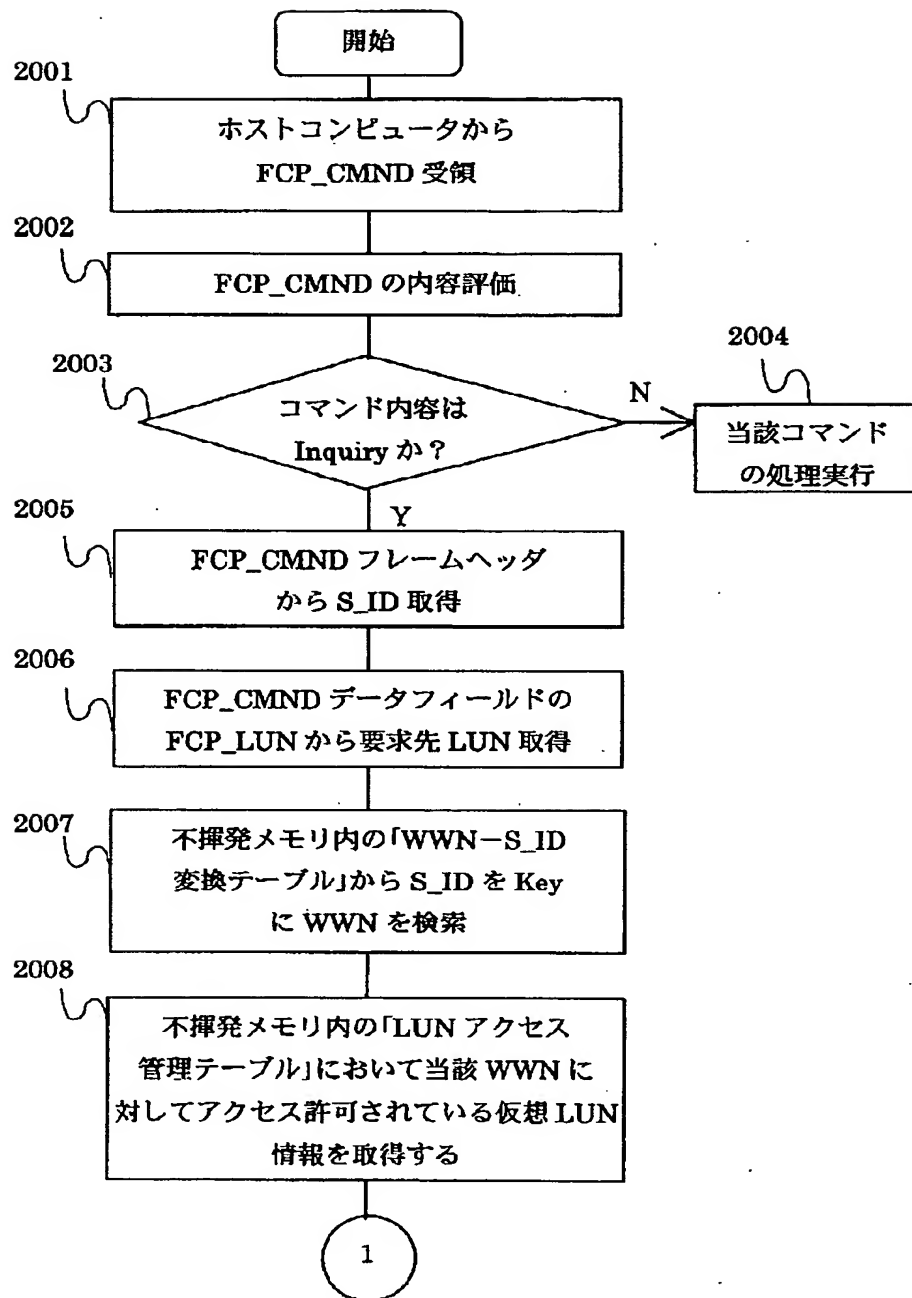 開始
2001
ホストコンピュータから
FCP_CMND 受領
2002
FCP_CMND の内容評価
2003
コマンド内容は
Inquiry か？
N
2004
当該コマンド
の処理実行
Y
2005
FCP_CMND フレームヘッダ
から S_ID 取得
2006
FCP_CMND データフィールドの
FCP_LUN から要求先 LUN 取得
2007
不揮発メモリ内の「WWN－S_ID
変換テーブル」から S_ID を Key
に WWN を検索
2008
不揮発メモリ内の「LUN アクセス
管理テーブル」において当該 WWN に
対してアクセス許可されている仮想 LUN
情報を取得する
1